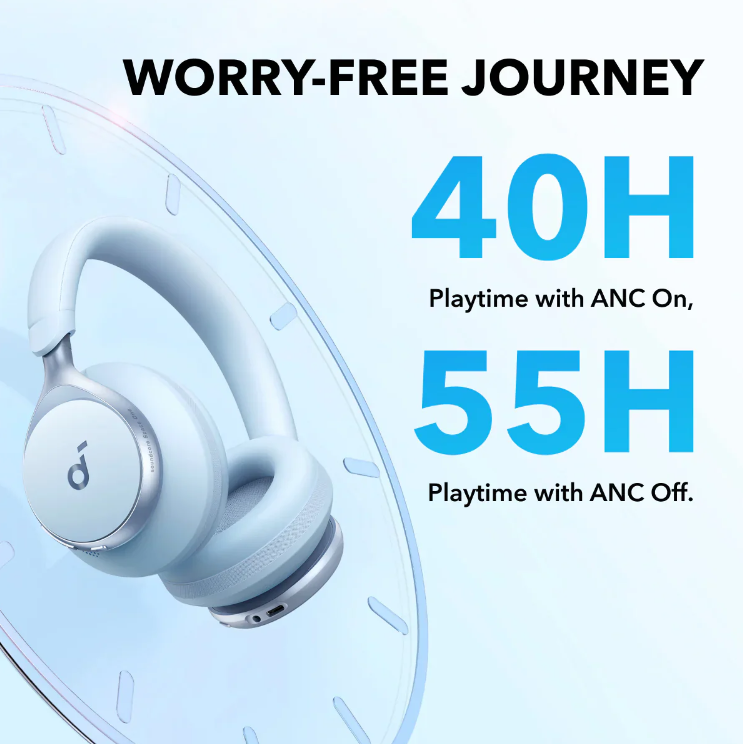 WORRY-FREE JOURNEY
40H
Playtime with ANC On,
55H
Playtime with ANC Off.